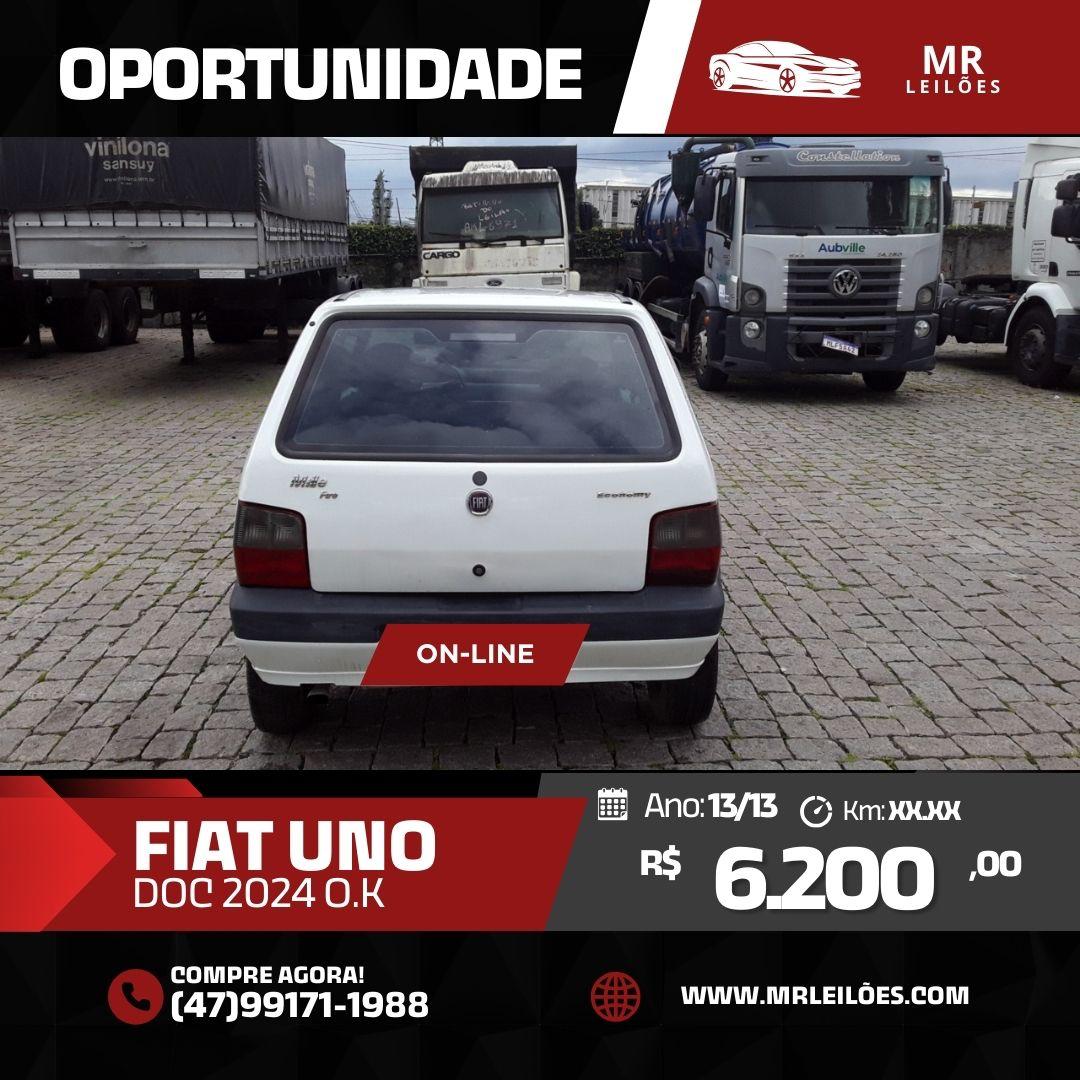 OPORTUNIDADE
MR
LEILÕES
vinilona
sansuy
Constellation
CARGO
Aubville
Mille
Fire
FIAT
Economy
ON-LINE
Ano: 13/13
Km: XX.XX
FIAT UNO
DOC 2024 O.K
R$ 6.200 ,00
COMPRE AGORA!
(47)99171-1988
WWW.MRLEILÕES.COM